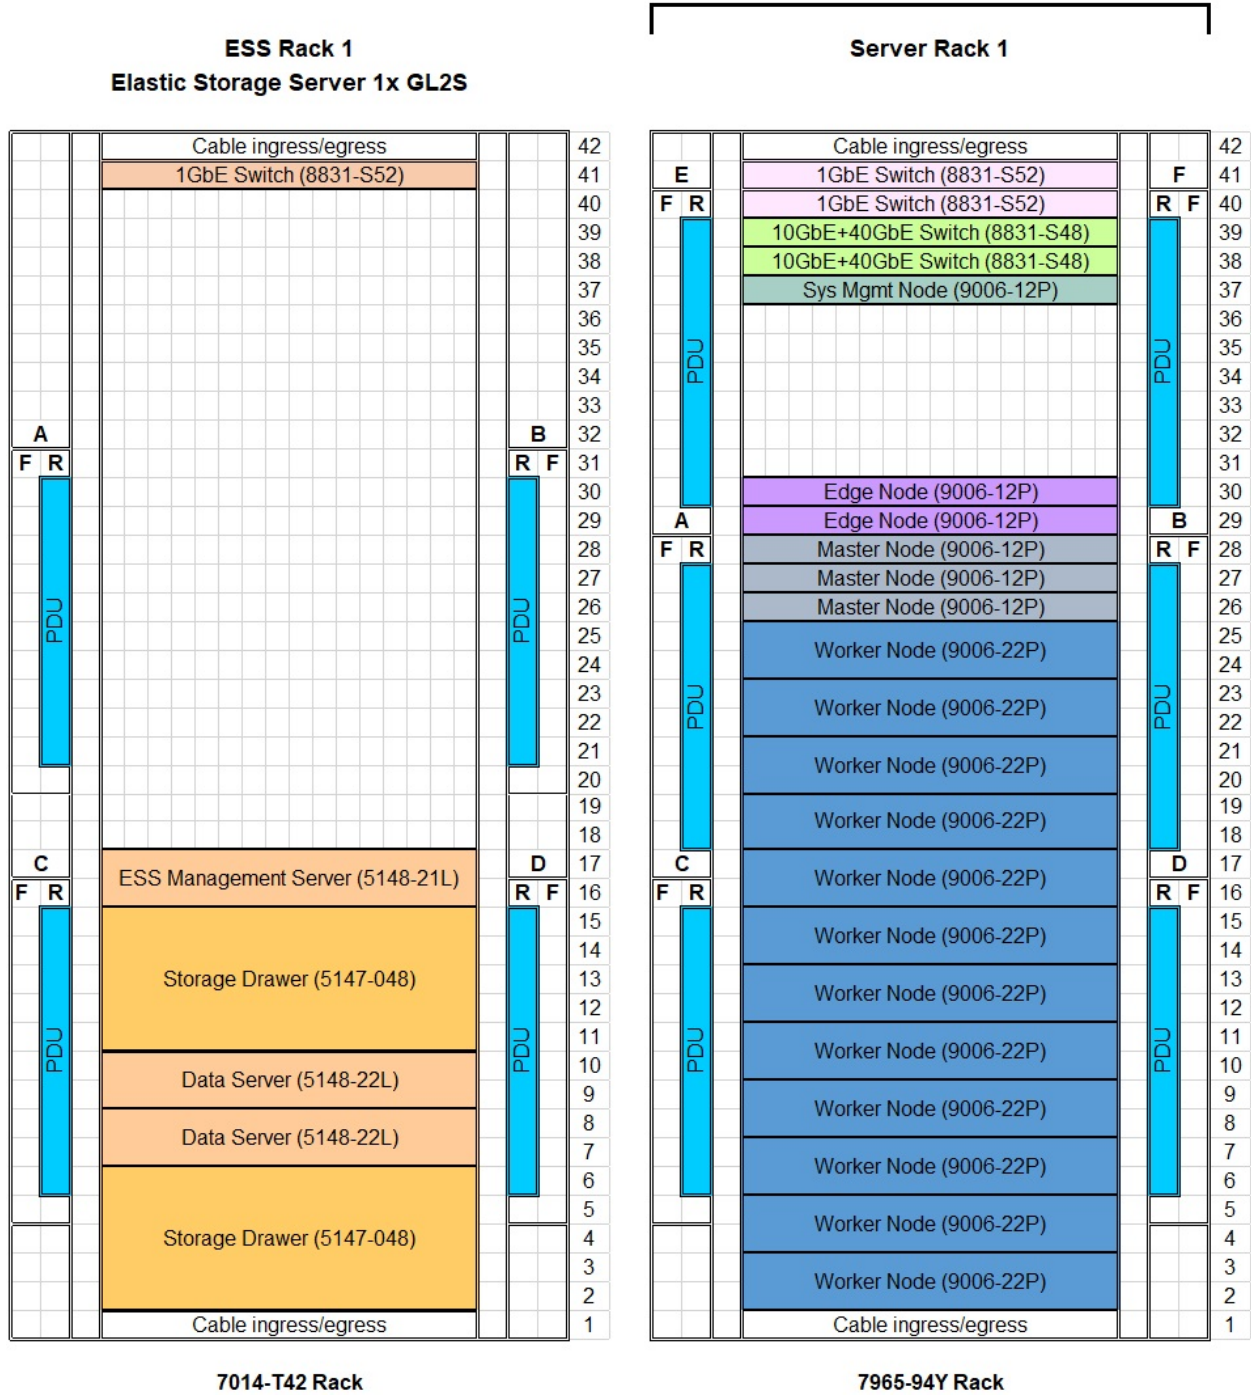 ESS Rack 1
Elastic Storage Server 1x GL2S
Cable ingress/egress 42
1GbE Switch (8831-S52) 41
40
39
38
37
36
35
34
33
A B 32
F R R F 31
30
29
28
27
PDU PDU 26
25
24
23
22
21
20
19
18
C D 17
ESS Management Server (5148-21L)
F R R F 16
15
14
Storage Drawer (5147-048) 13
12
11
PDU PDU 10
Data Server (5148-22L)
9
8
Data Server (5148-22L)
7
6
5
Storage Drawer (5147-048) 4
3
2
Cable ingress/egress 1
7014-T42 Rack
Server Rack 1
Cable ingress/egress 42
E 1GbE Switch (8831-S52) F 41
F R 1GbE Switch (8831-S52) R F 40
10GbE+40GbE Switch (8831-S48) 39
10GbE+40GbE Switch (8831-S48) 38
Sys Mgmt Node (9006-12P) 37
36
PDU PDU 35
34
33
32
31
Edge Node (9006-12P) 30
A Edge Node (9006-12P) B 29
F R Master Node (9006-12P) R F 28
Master Node (9006-12P) 27
Master Node (9006-12P) 26
25
Worker Node (9006-22P)
24
23
PDU Worker Node (9006-22P) PDU
22
21
Worker Node (9006-22P)
20
19
Worker Node (9006-22P)
18
C D 17
Worker Node (9006-22P)
F R R F 16
15
Worker Node (9006-22P)
14
13
Worker Node (9006-22P)
12
11
PDU Worker Node (9006-22P) PDU
10
9
Worker Node (9006-22P)
8
7
Worker Node (9006-22P)
6
5
Worker Node (9006-22P)
4
3
Worker Node (9006-22P)
2
Cable ingress/egress 1
7965-94Y Rack